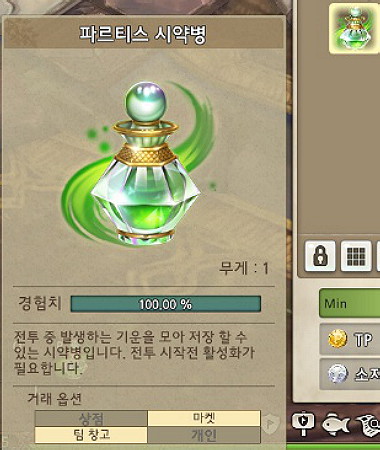 파르티스 시약병
무게 : 1
경험치 100.00 %
전투 중 발생하는 기운을 모아 저장 할 수
있는 시약병입니다. 전투 시작전 활성화가
필요합니다.
거래 옵션
상점 마켓
팀 창고 개인
Min
TP
소지